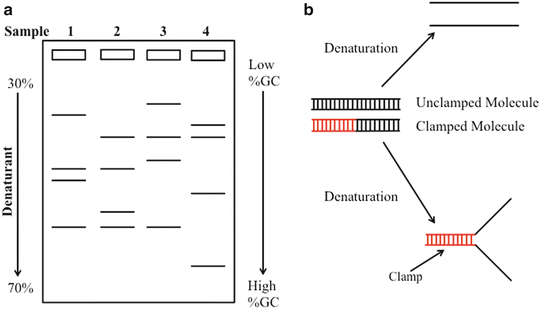 a
Sample 1 2 3 4
30%
Denaturant
70%
Low
%GC
High
%GC
b
Denaturation
Unclamped Molecule
Clamped Molecule
Denaturation
Clamp